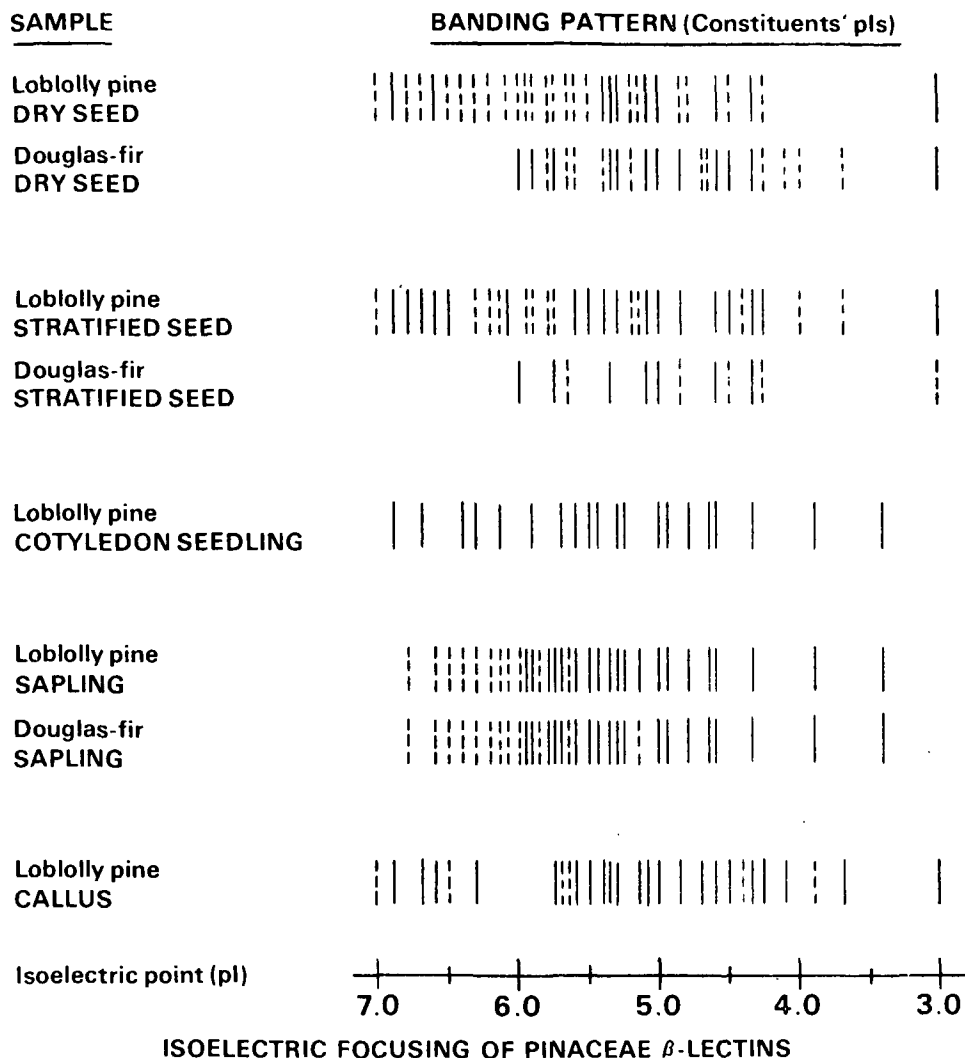 SAMPLE BANDING PATTERN (Constituents' pIs)
Loblolly pine
DRY SEED
Douglas-fir
DRY SEED
Loblolly pine
STRATIFIED SEED
Douglas-fir
STRATIFIED SEED
Loblolly pine
COTYLEDON SEEDLING
Loblolly pine
SAPLING
Douglas-fir
SAPLING
Loblolly pine
CALLUS
Isoelectric point (pI)
7.0 6.0 5.0 4.0 3.0
ISOELECTRIC FOCUSING OF PINACEAE β-LECTINS